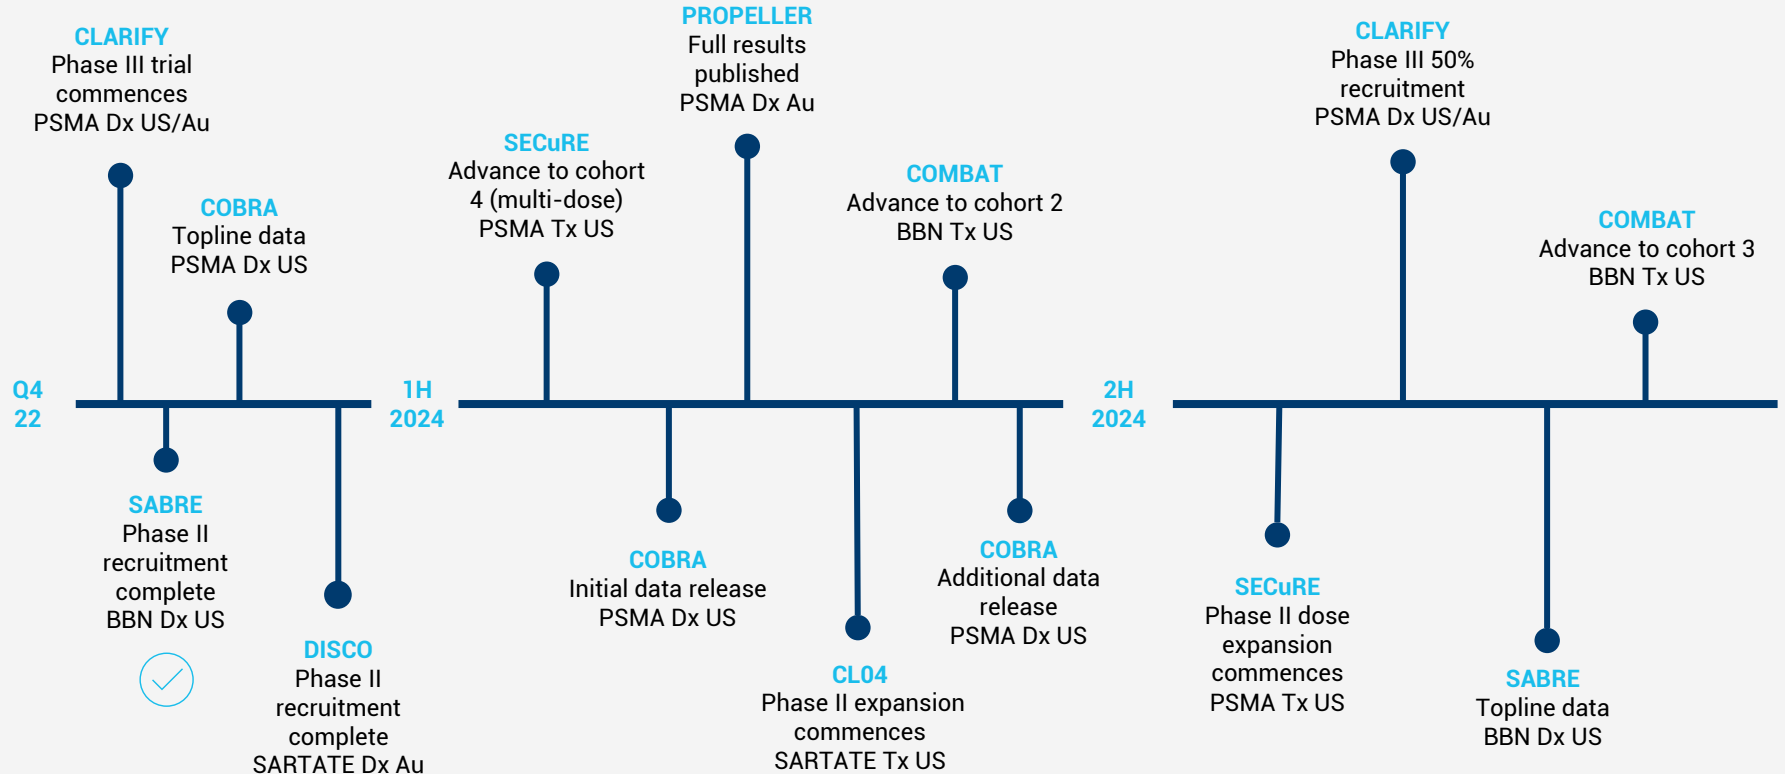 CLARIFY
Phase III trial
commences
PSMA Dx US/Au
COBRA
Topline data
PSMA Dx US
Q4
22
SABRE
Phase II
recruitment
complete
BBN Dx US
DISCO
Phase II
recruitment
complete
SARTATE Dx Au
1H
2024
SECuRE
Advance to cohort
4 (multi-dose)
PSMA Tx US
PROPELLER
Full results
published
PSMA Dx Au
COMBAT
Advance to cohort 2
BBN Tx US
COBRA
Initial data release
PSMA Dx US
CL04
Phase II expansion
commences
SARTATE Tx US
COBRA
Additional data
release
PSMA Dx US
2H
2024
CLARIFY
Phase III 50%
recruitment
PSMA Dx US/Au
COMBAT
Advance to cohort 3
BBN Tx US
SECuRE
Phase II dose
expansion
commences
PSMA Tx US
SABRE
Topline data
BBN Dx US